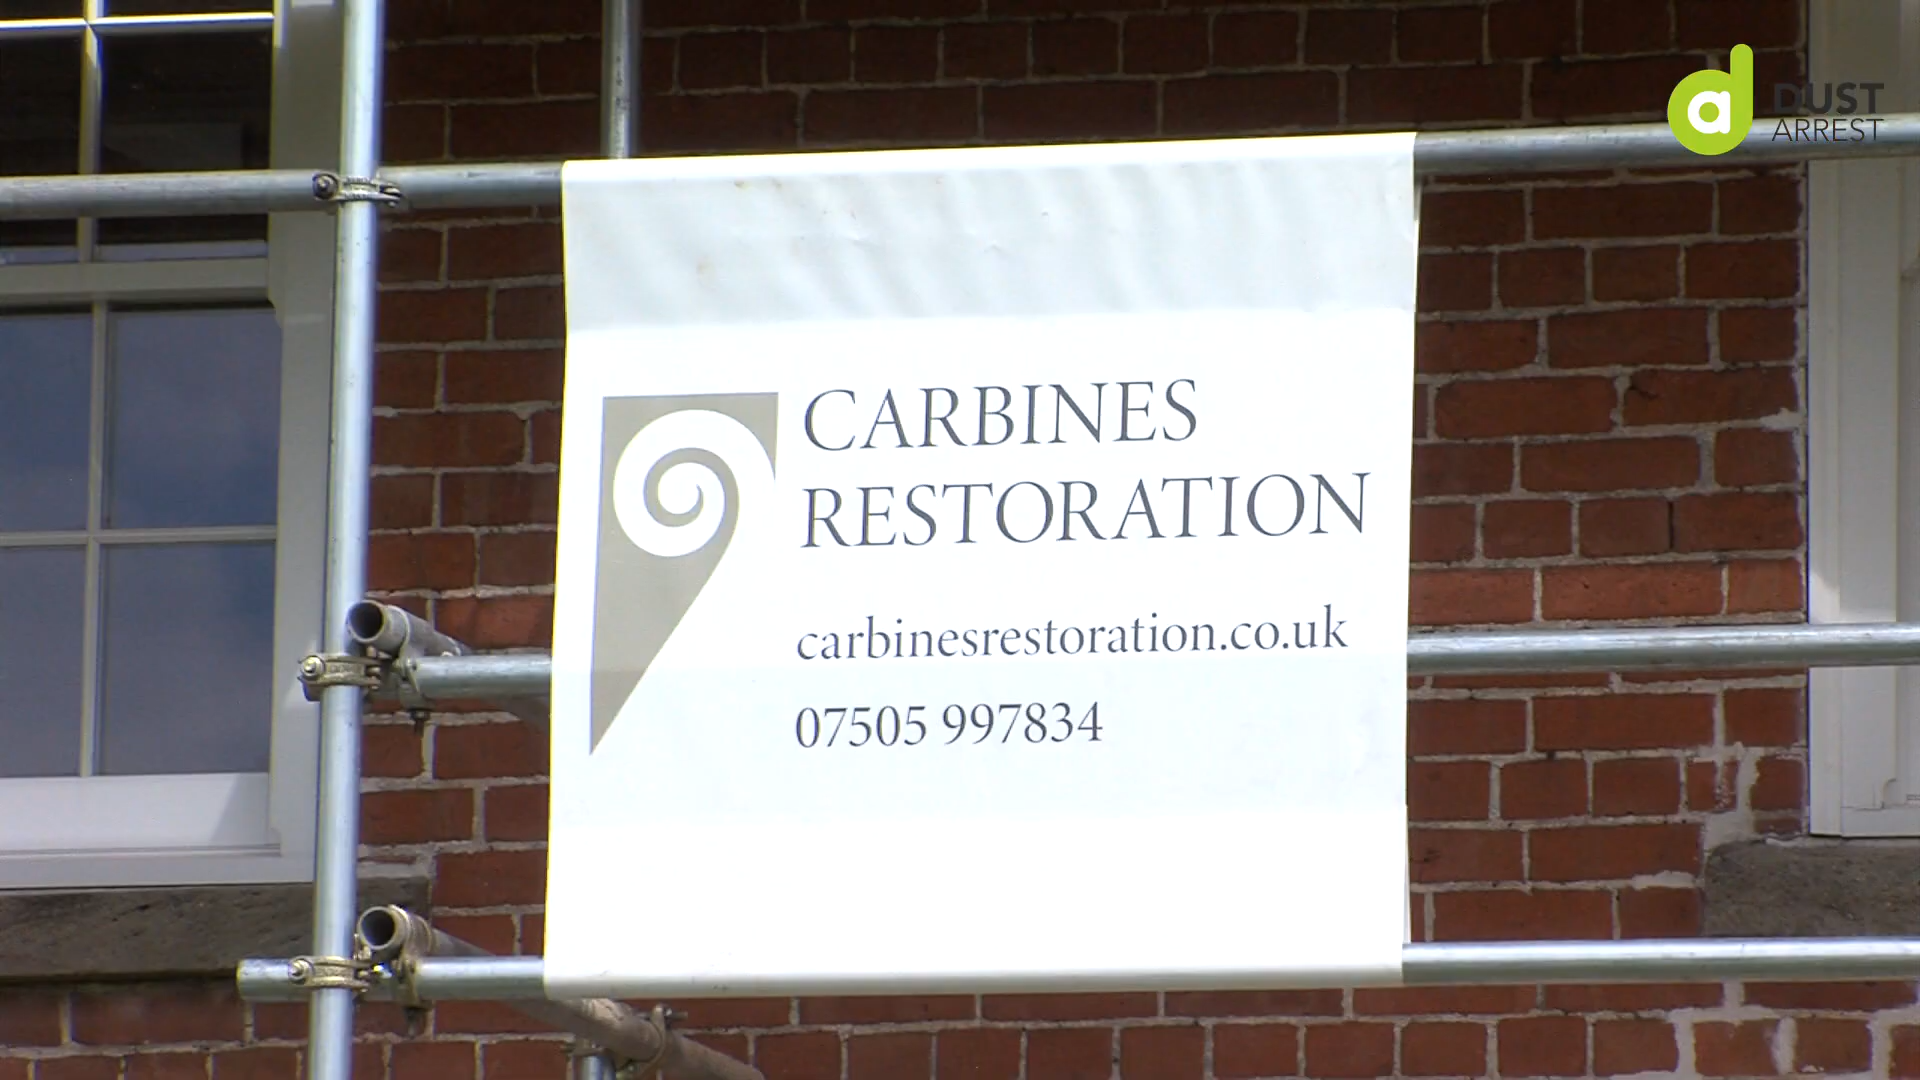 DUST
ARREST
CARBINES
RESTORATION
carbinesrestoration.co.uk
07505 997834